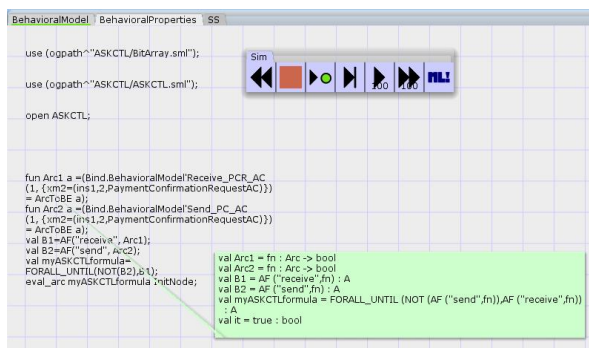 BehavioralModel BehavioralProperties SS
use (ogpath^"ASKCTL/BitArray.sml");
Sim
100 100 ML!
use (ogpath^"ASKCTL/ASKCTL.sml");
open ASKCTL;
fun Arc1 a =(Bind.BehavioralModel'Receive_PCR_AC
(1, {xm2=(ins1,2,PaymentConfirmationRequestAC)})
= ArcToBE a);
fun Arc2 a =(Bind.BehavioralModel'Send_PC_AC
(1, {xm2=(ins1,2,PaymentConfirmationRequestAC)})
= ArcToBE a);
val B1=AF("receive", Arc1);
val B2=AF("send", Arc2);
val myASKCTLformula=
FORALL_UNTIL(NOT(B2),B1);
eval_arc myASKCTLformula InitNode;
val Arc1 = fn : Arc -> bool
val Arc2 = fn : Arc -> bool
val B1 = AF ("receive",fn) : A
val B2 = AF ("send",fn) : A
val myASKCTLformula = FORALL_UNTIL (NOT (AF ("send",fn)),AF ("receive",fn))
: A
val it = true : bool